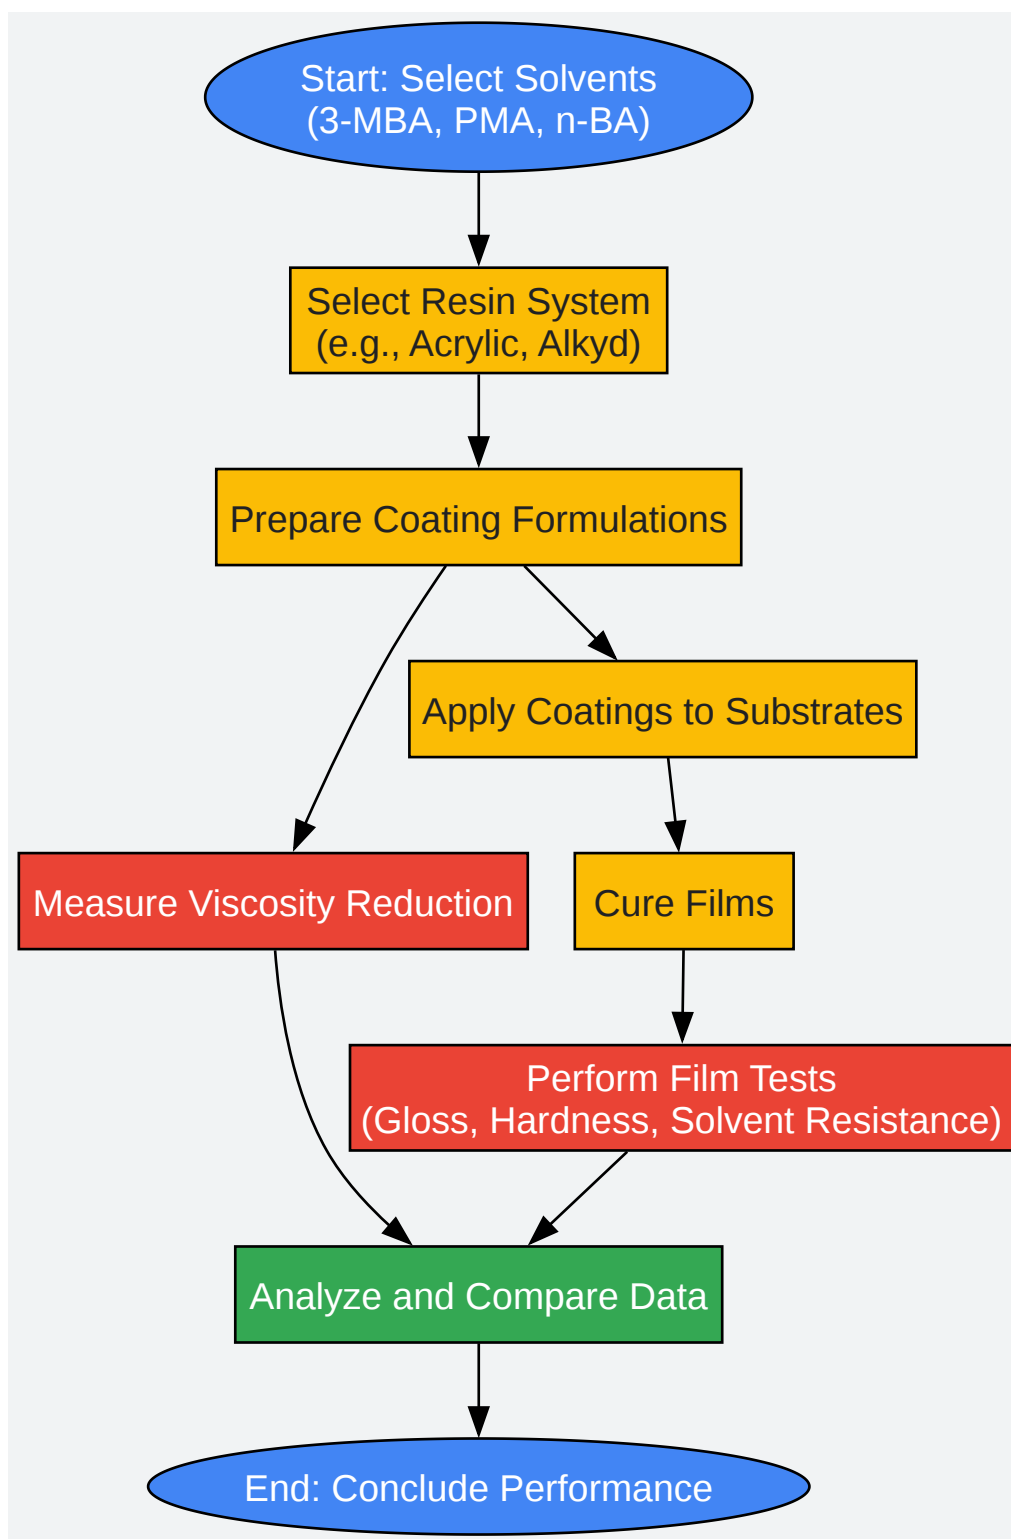 Start: Select Solvents
(3-MBA, PMA, n-BA)
Select Resin System
(e.g., Acrylic, Alkyd)
Prepare Coating Formulations
Apply Coatings to Substrates
Measure Viscosity Reduction
Cure Films
Perform Film Tests
(Gloss, Hardness, Solvent Resistance)
Analyze and Compare Data
End: Conclude Performance